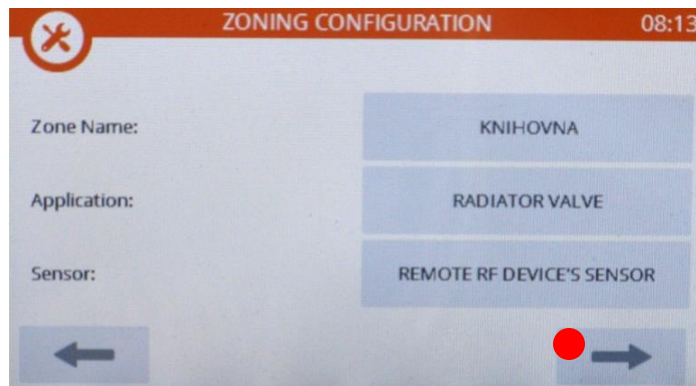 ZONING CONFIGURATION 08:13
Zone Name: KNIHOVNA
Application: RADIATOR VALVE
Sensor: REMOTE RF DEVICE'S SENSOR